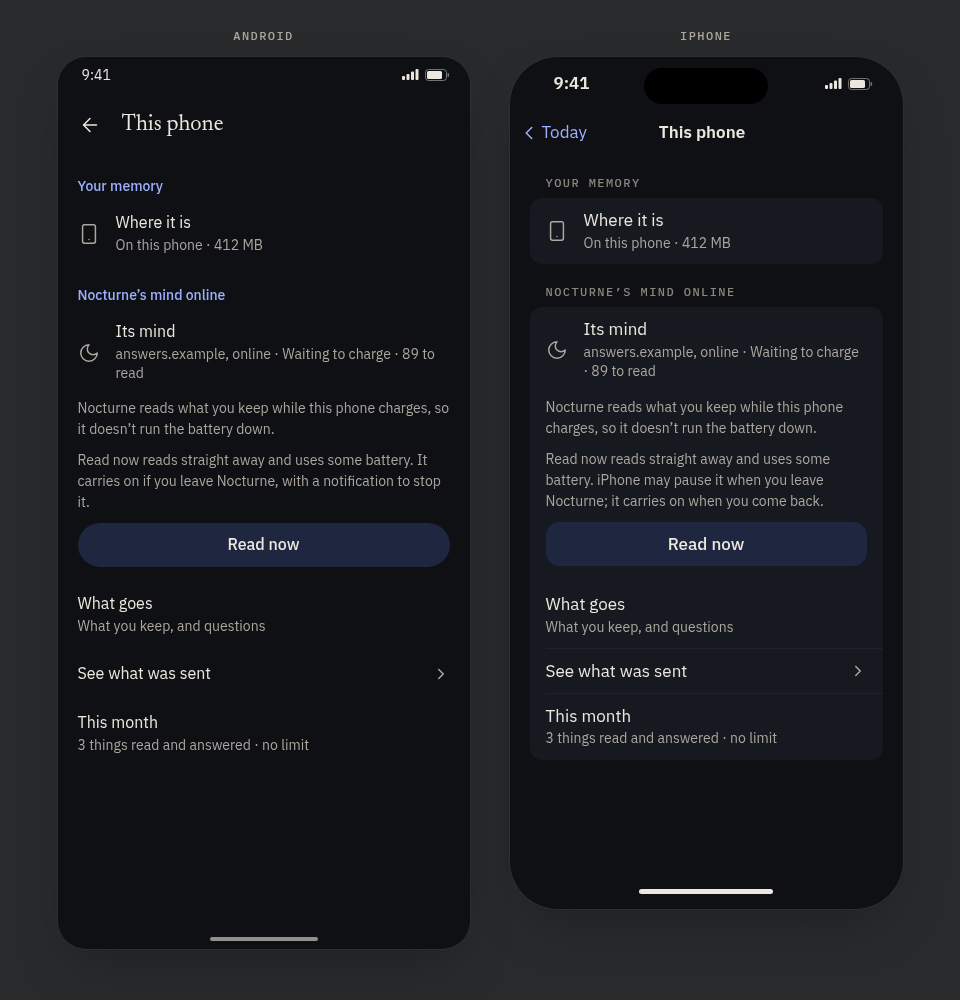 ANDROID
9:41
This phone
Your memory
Where it is
On this phone · 412 MB
Nocturne’s mind online
Its mind
answers.example, online · Waiting to charge · 89 to
read
Nocturne reads what you keep while this phone charges, so
it doesn’t run the battery down.
Read now reads straight away and uses some battery. It
carries on if you leave Nocturne, with a notification to stop
it.
Read now
What goes
What you keep, and questions
See what was sent
This month
3 things read and answered · no limit
IPHONE
9:41
Today
This phone
YOUR MEMORY
Where it is
On this phone · 412 MB
NOCTURNE’S MIND ONLINE
Its mind
answers.example, online · Waiting to charge
· 89 to read
Nocturne reads what you keep while this phone
charges, so it doesn’t run the battery down.
Read now reads straight away and uses some
battery. iPhone may pause it when you leave
Nocturne; it carries on when you come back.
Read now
What goes
What you keep, and questions
See what was sent
This month
3 things read and answered · no limit